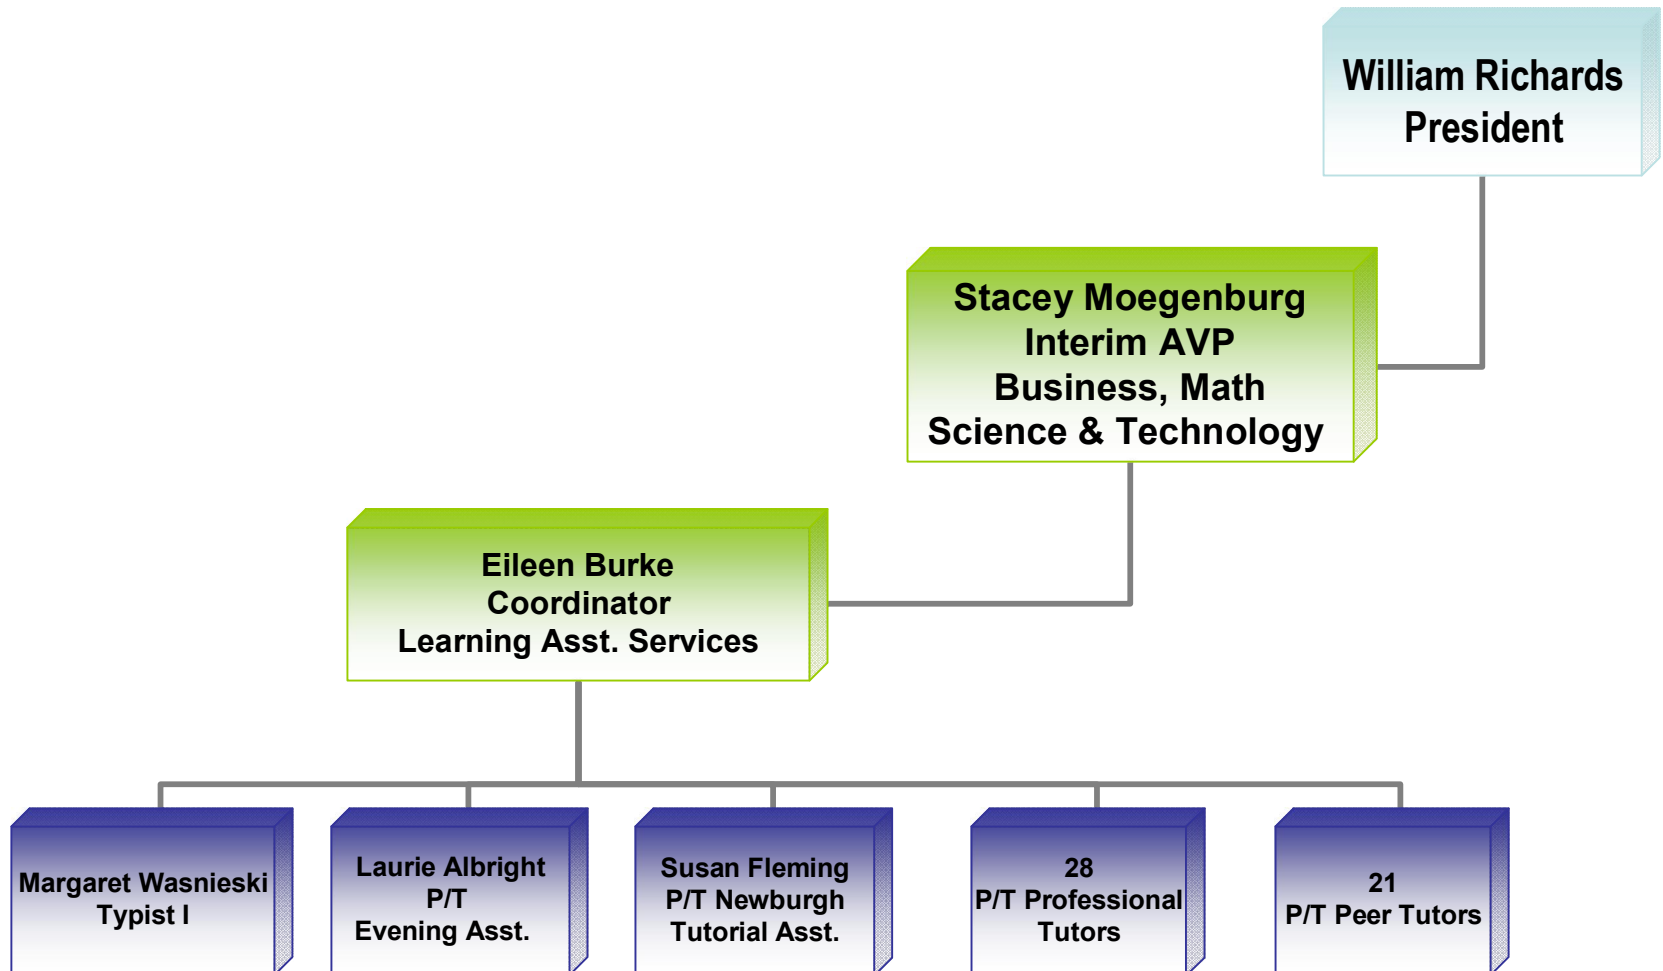 William Richards
President
Stacey Moegenburg
Interim AVP
Business, Math
Science & Technology
Eileen Burke
Coordinator
Learning Asst. Services
Margaret Wasnieski
Typist I
Laurie Albright
P/T
Evening Asst.
Susan Fleming
P/T Newburgh
Tutorial Asst.
28
P/T Professional
Tutors
21
P/T Peer Tutors